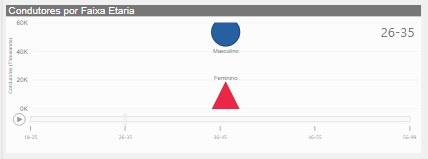 Condutores por Faixa Etaria
60K
26-35
Condutores (Thousands)
40K
Masculino
20K
Feminino
0K
18-25
26-35
36-45
46-55
56-99